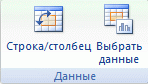 Строка/столбец Выбрать
данные
Данные